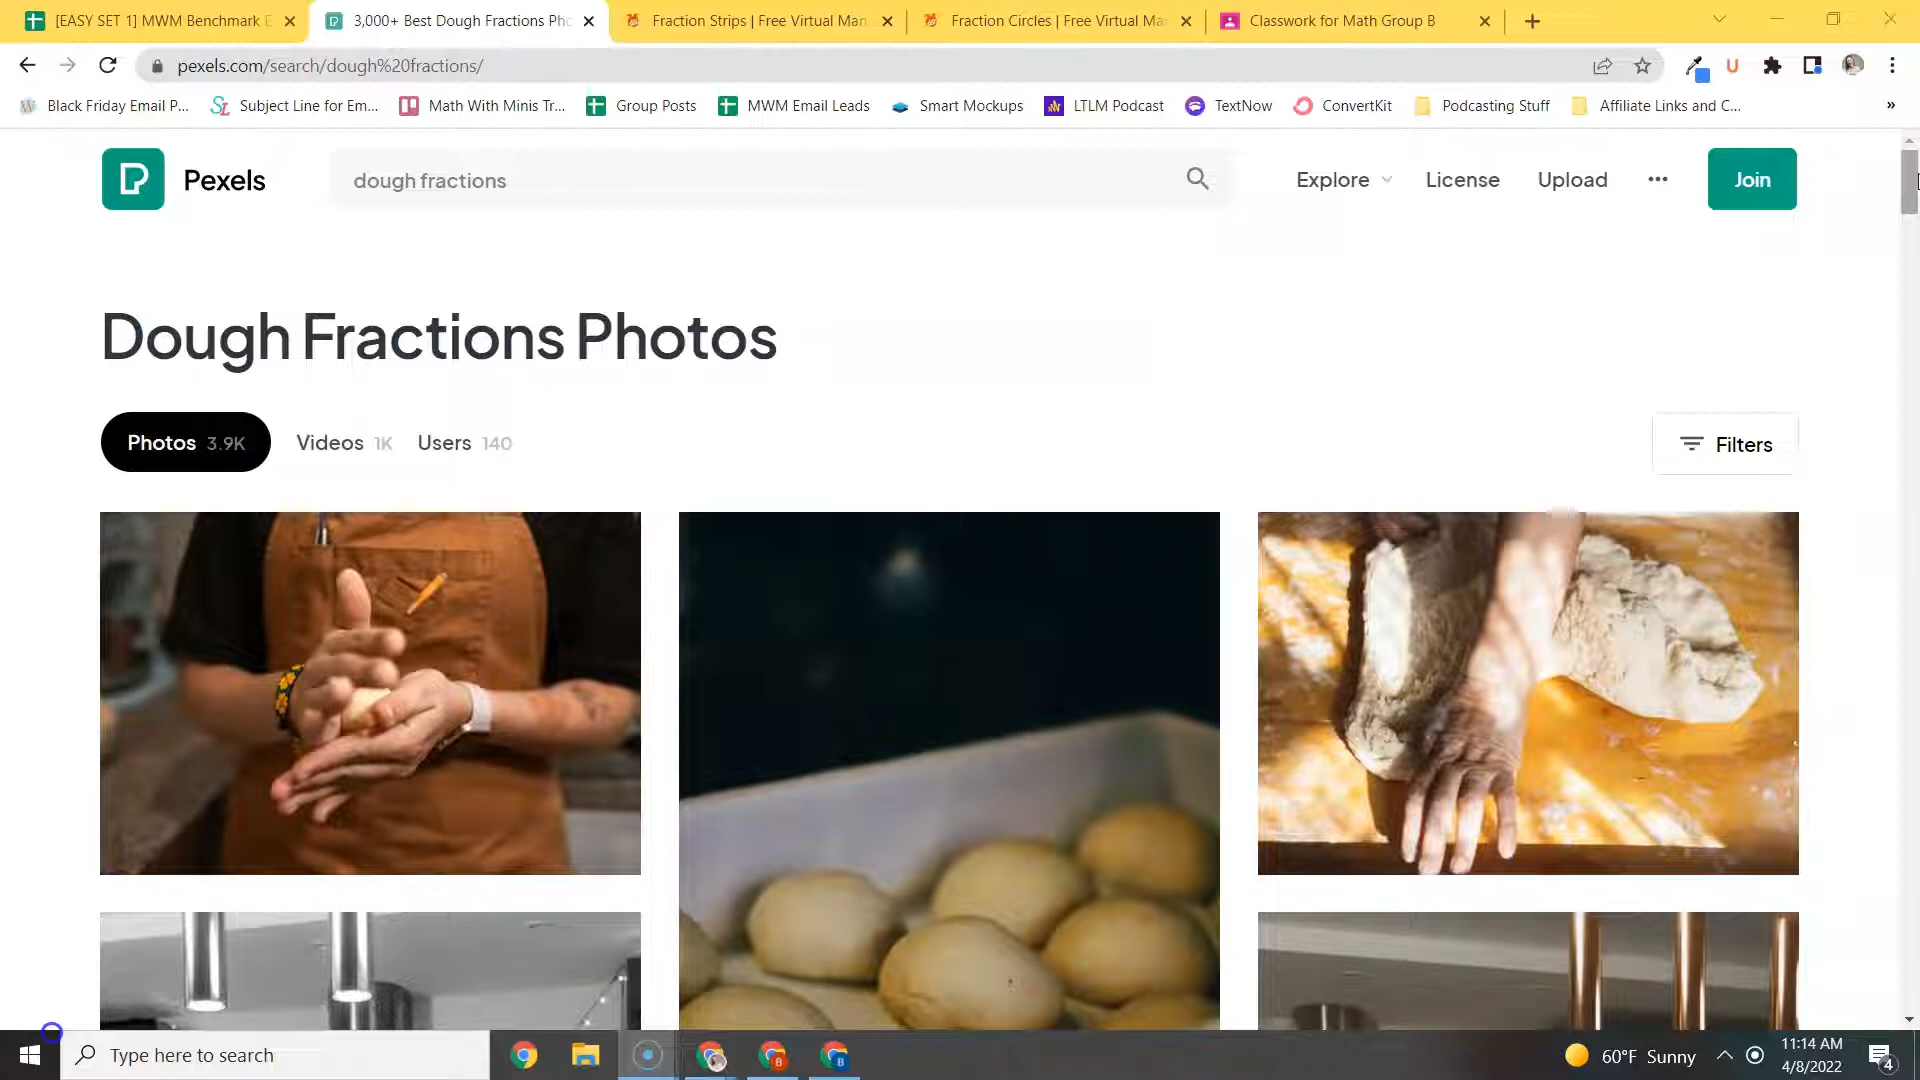 [EASY SET 1] MWM Benchmark E
3,000+ Best Dough Fractions Pho
Fraction Strips | Free Virtual Man
Fraction Circles | Free Virtual Ma
Classwork for Math Group B
pexels.com/search/dough%20fractions/
U
Black Friday Email P...
Subject Line for Em...
Math With Minis Tr...
Group Posts
MWM Email Leads
Smart Mockups
LTLM Podcast
TextNow
ConvertKit
Podcasting Stuff
Affiliate Links and C...
»
Pexels
dough fractions
Explore
License
Upload
Join
Dough Fractions Photos
Photos 3.9K
Videos 1K
Users 140
Filters
Type here to search
B
B
60°F Sunny
11:14 AM
4/8/2022
4